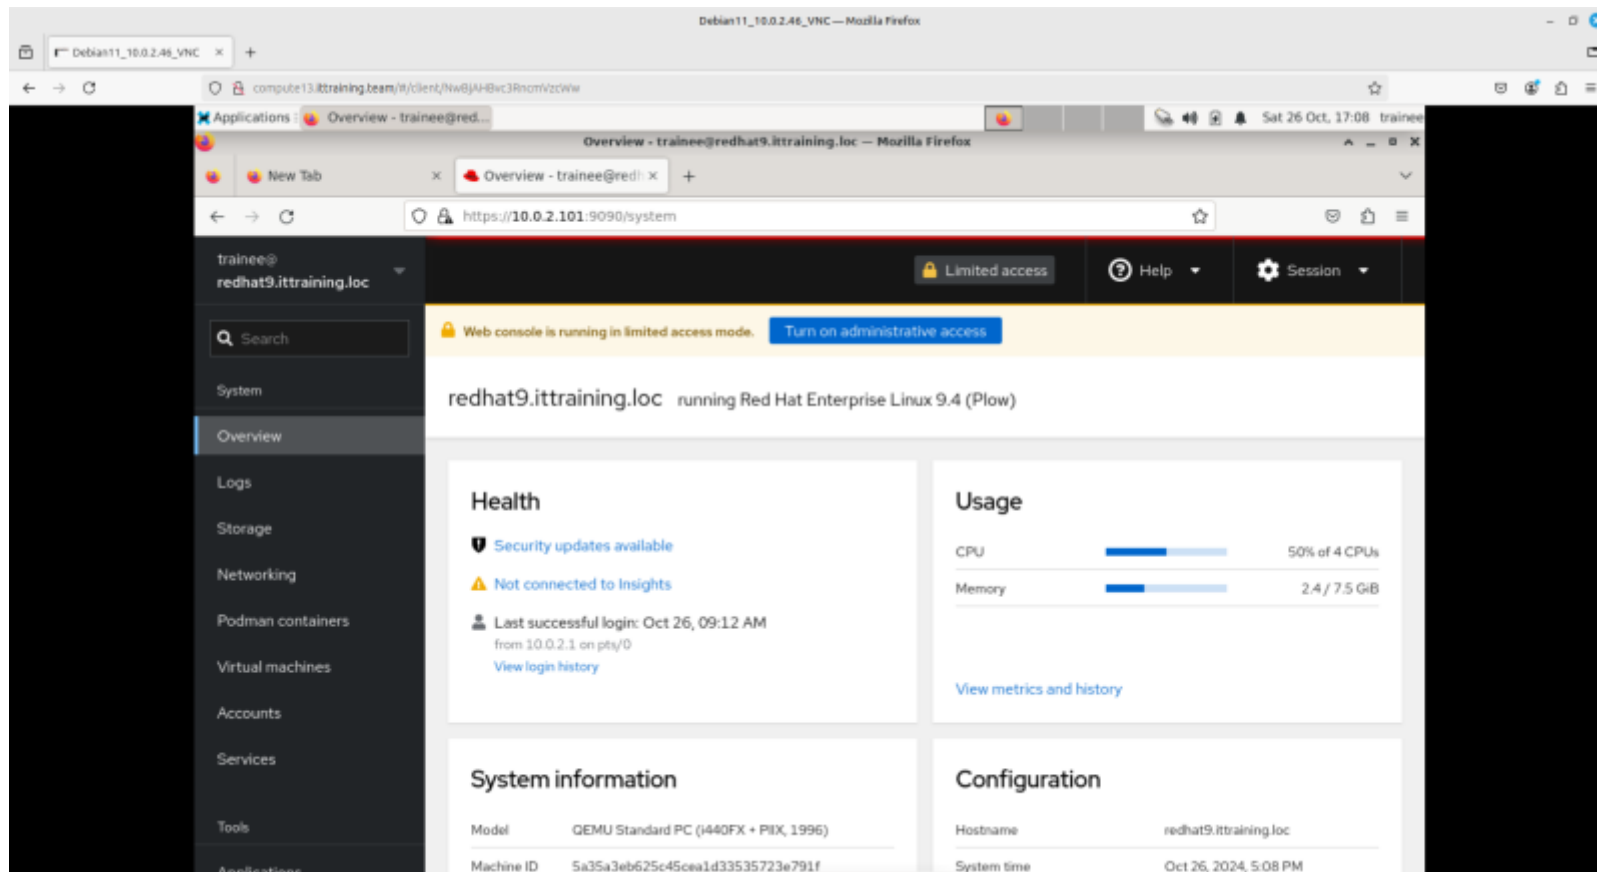 Debian11_10.0.2.46_VNC — Mozilla Firefox
Debian11_10.0.2.46_VNC
compute13.ittraining.team/#/client/
Applications
Overview - trainee@red...
Sat 26 Oct, 17:08 trainee
Overview - trainee@redhat9.ittraining.loc — Mozilla Firefox
New Tab
Overview - trainee@redh
https://10.0.2.101:9090/system
trainee@
redhat9.ittraining.loc
Limited access
Help
Session
Search
Web console is running in limited access mode.
Turn on administrative access
System
redhat9.ittraining.loc running Red Hat Enterprise Linux 9.4 (Plow)
Overview
Logs
Storage
Networking
Podman containers
Virtual machines
Accounts
Services
Tools
Applications
Health
Security updates available
Not connected to Insights
Last successful login: Oct 26, 09:12 AM
from 10.0.2.1 on pts/0
View login history
Usage
CPU 50% of 4 CPUs
Memory 2.4 / 7.5 GiB
View metrics and history
System information
Model QEMU Standard PC (i440FX + PIIX, 1996)
Machine ID 5a35a3eb625c45cea1d33535723e791f
Configuration
Hostname redhat9.ittraining.loc
System time Oct 26, 2024, 5:08 PM